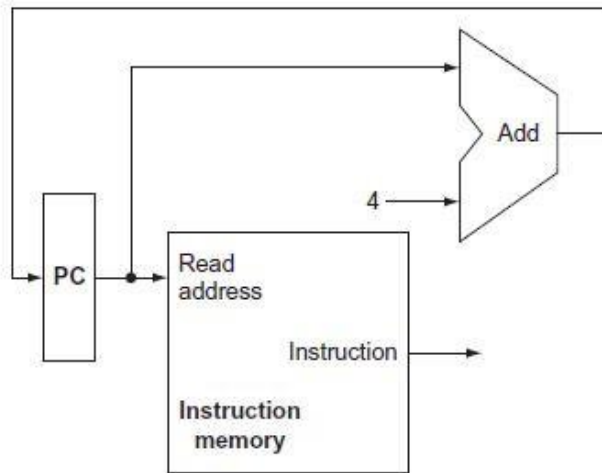 Add
4
PC
Read
address
Instruction
Instruction
memory